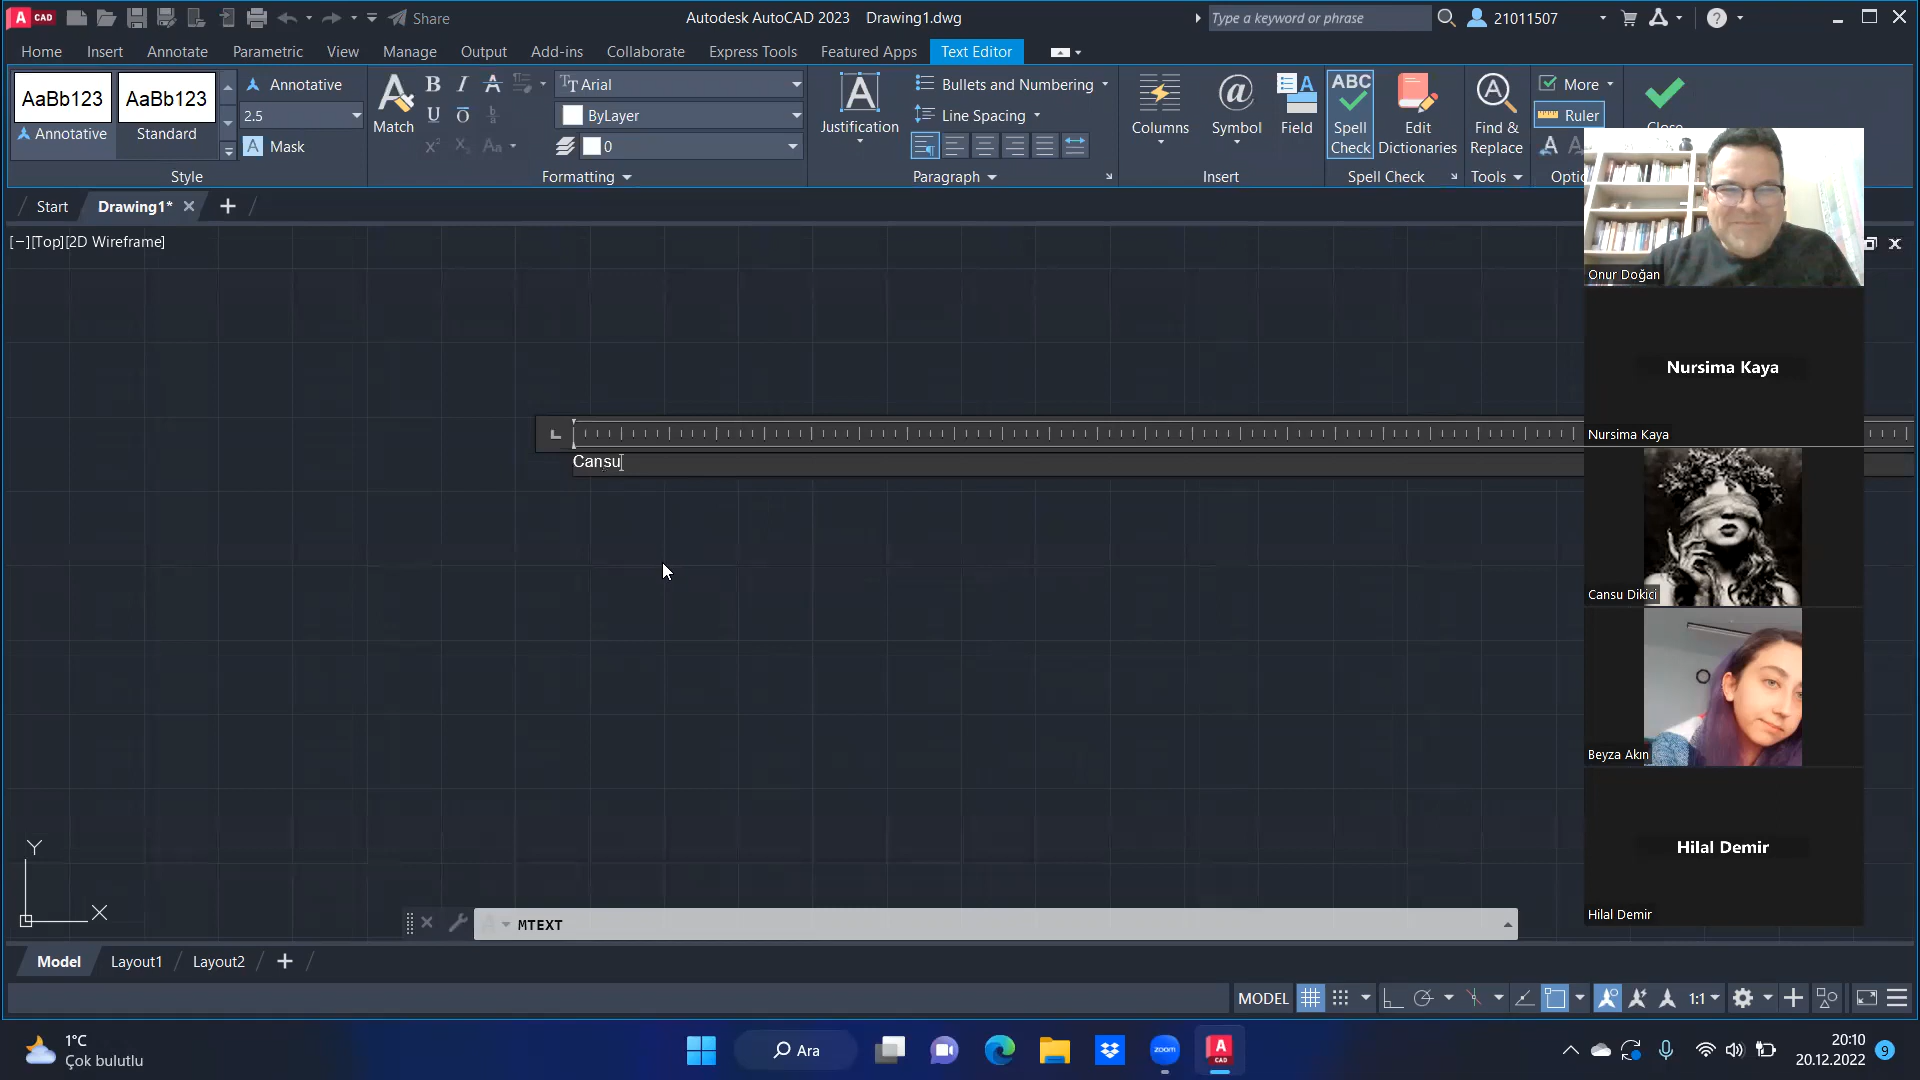 A CAD
Share
Autodesk AutoCAD 2023 Drawing1.dwg
Type a keyword or phrase
21011507
Home Insert Annotate Parametric View Manage Output Add-ins Collaborate Express Tools Featured Apps Text Editor
AaBb123
Annotative
AaBb123
Standard
Annotative
2.5
A Mask
Style
Match
B I A
U O
Arial
ByLayer
0
Formatting
Justification
Bullets and Numbering
Line Spacing
Paragraph
Columns
Symbol
Field
Insert
ABC
Spell
Check
Edit
Dictionaries
Spell Check
Find &
Replace
Tools
More
Ruler
Close
Start
Drawing1*
[−][Top][2D Wireframe]
Cansu
Onur Doğan
Nursima Kaya
Nursima Kaya
Cansu Dikici
Beyza Akın
Hilal Demir
Hilal Demir
Y
X
MTEXT
Model Layout1 Layout2
MODEL
1:1
1°C
Çok bulutlu
Ara
zoom
A CAD
20:10
20.12.2022
9